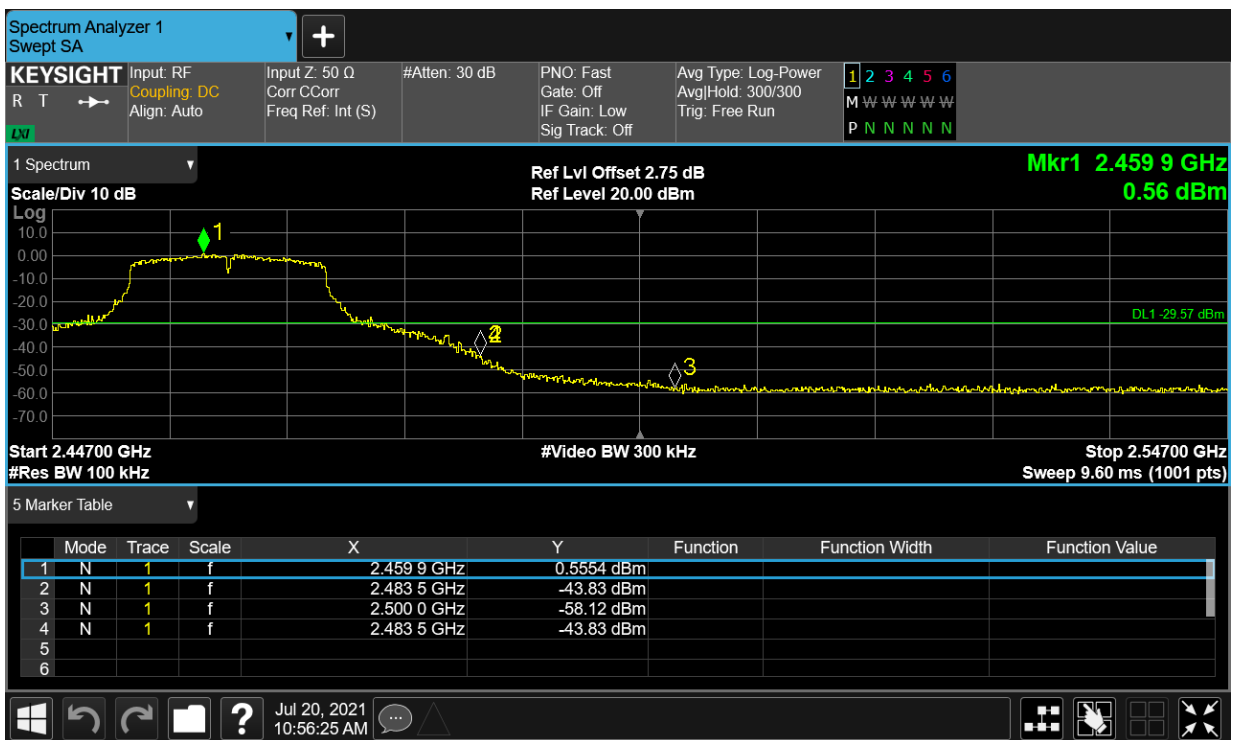 Spectrum Analyzer 1
Swept SA
KEYSIGHT Input: RF Input Z: 50 Ω #Atten: 30 dB PNO: Fast Avg Type: Log-Power 1 2 3 4 5 6
R T Coupling: DC Corr CCorr Gate: Off Avg|Hold: 300/300 M W W W W W
Align: Auto Freq Ref: Int (S) IF Gain: Low Trig: Free Run
LXI Sig Track: Off P N N N N N
1 Spectrum Ref Lvl Offset 2.75 dB Mkr1 2.459 9 GHz
Scale/Div 10 dB Ref Level 20.00 dBm 0.56 dBm
Log
10.0 1
0.00
-10.0
-20.0
-30.0 DL1 -29.57 dBm
-40.0
-50.0 3
-60.0
-70.0
Start 2.44700 GHz #Video BW 300 kHz Stop 2.54700 GHz
#Res BW 100 kHz Sweep 9.60 ms (1001 pts)
5 Marker Table
Mode Trace Scale X Y Function Function Width Function Value
1 N 1 f 2.459 9 GHz 0.5554 dBm
2 N 1 f 2.483 5 GHz -43.83 dBm
3 N 1 f 2.500 0 GHz -58.12 dBm
4 N 1 f 2.483 5 GHz -43.83 dBm
5
6
? Jul 20, 2021
10:56:25 AM